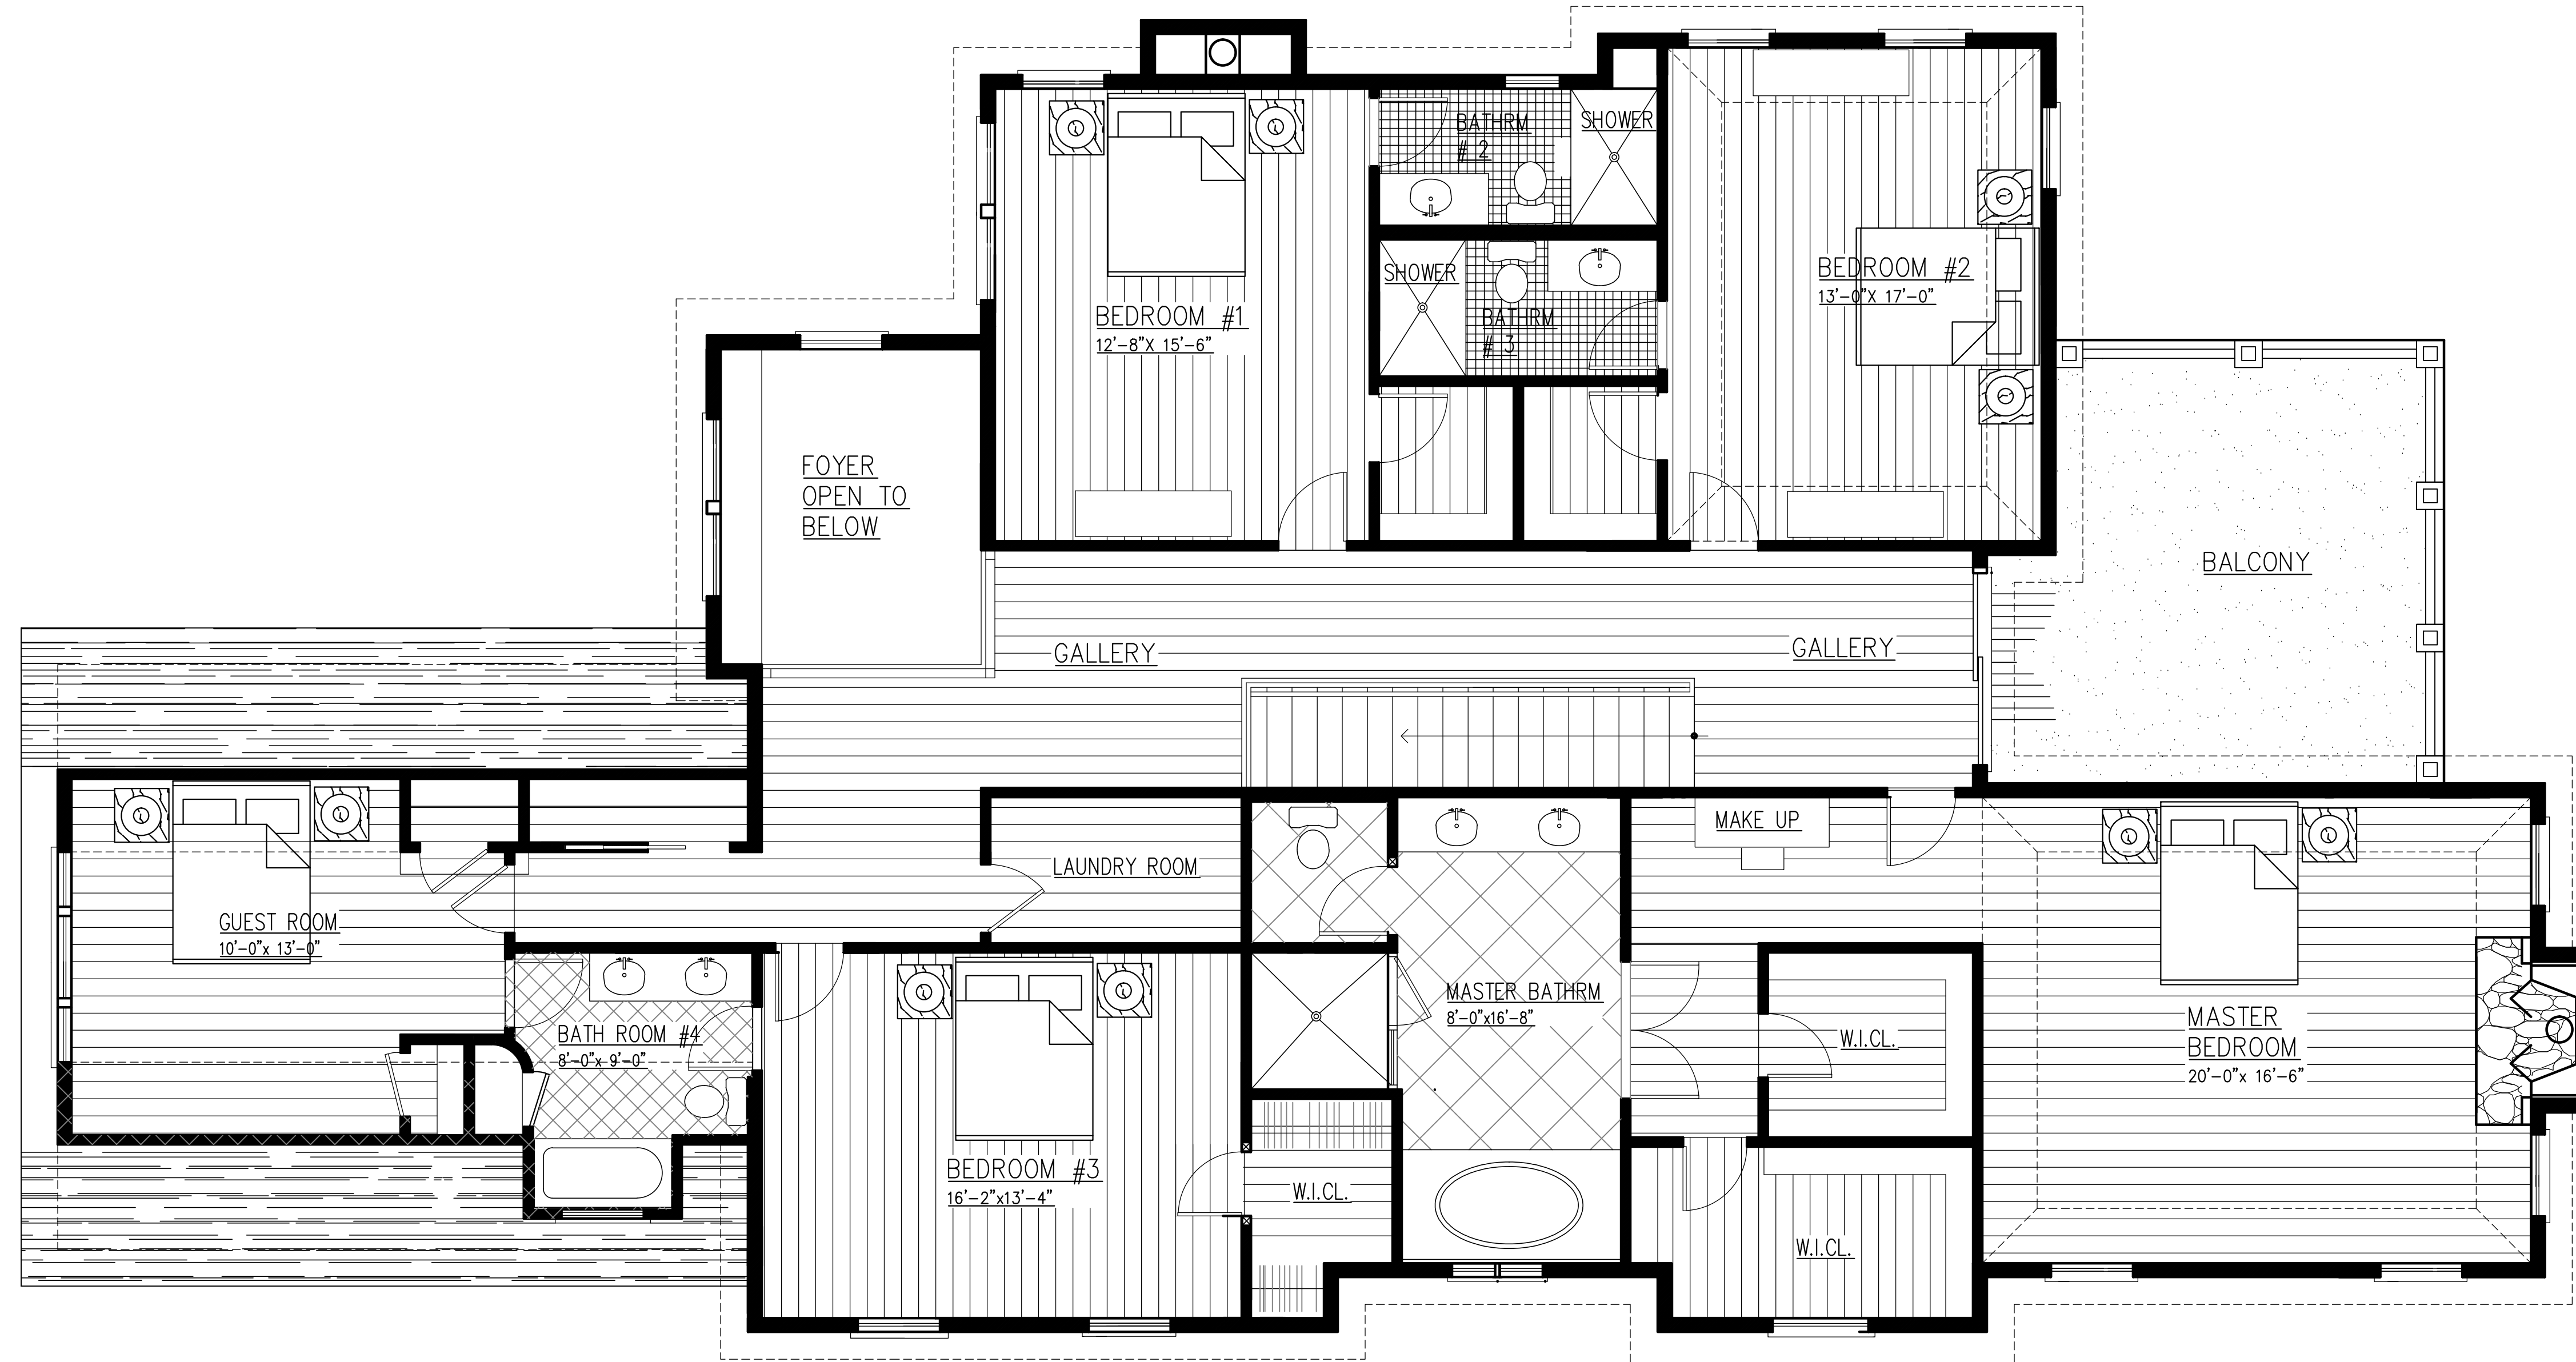 BATHRM
# 2
SHOWER
SHOWER
BATHRM
# 3
BEDROOM #1
12'-8"X 15'-6"
BEDROOM #2
13'-0"X 17'-0"
FOYER
OPEN TO
BELOW
BALCONY
GALLERY
GALLERY
MAKE UP
LAUNDRY ROOM
GUEST ROOM
10'-0"x 13'-0"
BATH ROOM #4
8'-0"x 9'-0"
MASTER BATHRM
8'-0"x16'-8"
W.I.CL.
MASTER
BEDROOM
20'-0"x 16'-6"
BEDROOM #3
16'-2"x13'-4"
W.I.CL.
W.I.CL.